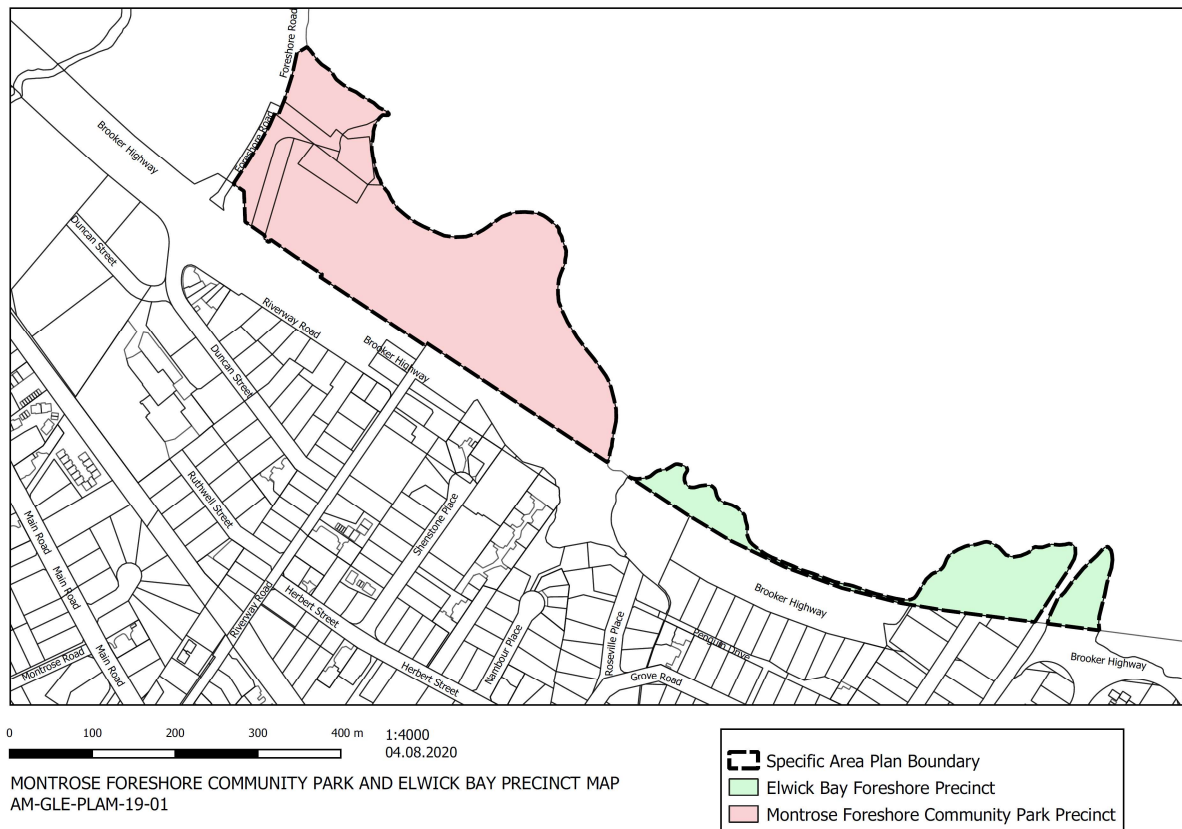 Foreshore Road
Foreshore Road
Brooker Highway
Duncan Street
Riverway Road
Brooker Highway
Duncan Street
Ruthwell Street
Shenstone Place
Main Road
Main Road
Main Road
Riverway Road
Herbert Street
Herbert Street
Nambour Place
Roseville Place
Penguin Drive
Brooker Highway
Brooker Highway
Grove Road
Montrose Road
0 100 200 300 400 m
1:4000
04.08.2020
MONTROSE FORESHORE COMMUNITY PARK AND ELWICK BAY PRECINCT MAP
AM-GLE-PLAM-19-01
Specific Area Plan Boundary
Elwick Bay Foreshore Precinct
Montrose Foreshore Community Park Precinct